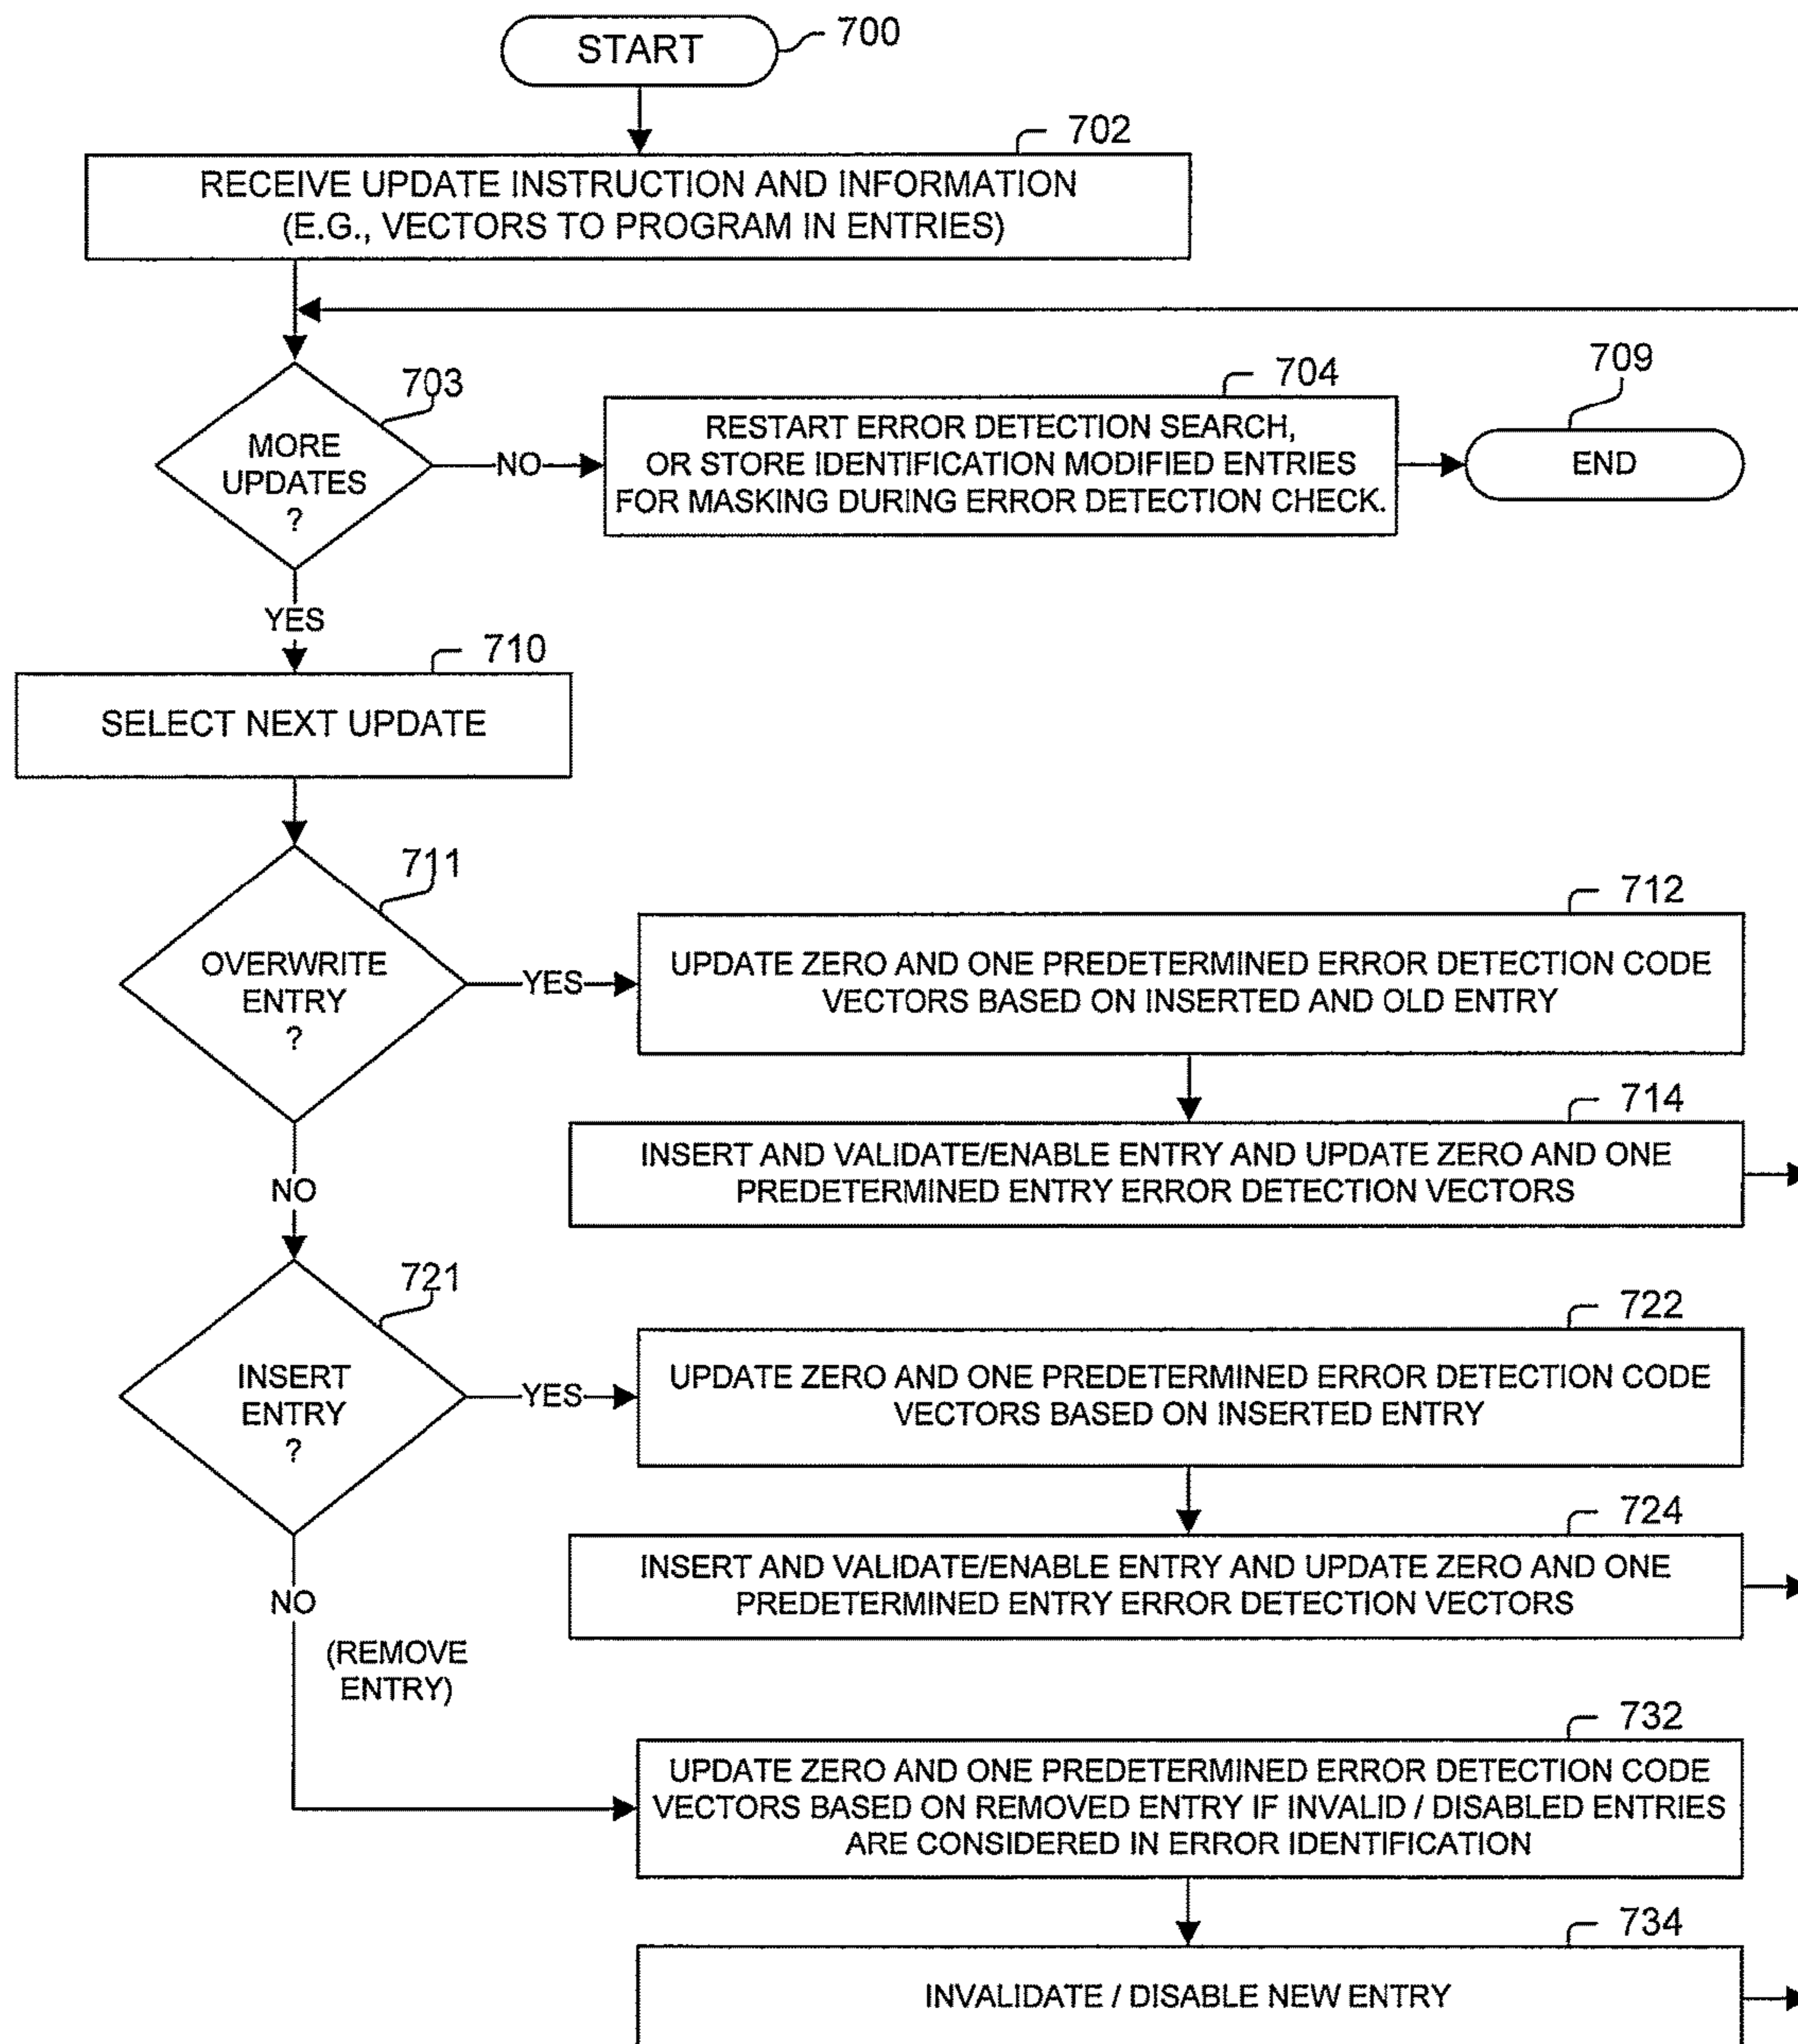 START
700
702
RECEIVE UPDATE INSTRUCTION AND INFORMATION
(E.G., VECTORS TO PROGRAM IN ENTRIES)
703
MORE
UPDATES
?
NO
704
RESTART ERROR DETECTION SEARCH,
OR STORE IDENTIFICATION MODIFIED ENTRIES
FOR MASKING DURING ERROR DETECTION CHECK.
709
END
YES
710
SELECT NEXT UPDATE
711
OVERWRITE
ENTRY
?
YES
712
UPDATE ZERO AND ONE PREDETERMINED ERROR DETECTION CODE
VECTORS BASED ON INSERTED AND OLD ENTRY
714
INSERT AND VALIDATE/ENABLE ENTRY AND UPDATE ZERO AND ONE
PREDETERMINED ENTRY ERROR DETECTION VECTORS
NO
721
INSERT
ENTRY
?
YES
722
UPDATE ZERO AND ONE PREDETERMINED ERROR DETECTION CODE
VECTORS BASED ON INSERTED ENTRY
724
INSERT AND VALIDATE/ENABLE ENTRY AND UPDATE ZERO AND ONE
PREDETERMINED ENTRY ERROR DETECTION VECTORS
NO
(REMOVE
ENTRY)
732
UPDATE ZERO AND ONE PREDETERMINED ERROR DETECTION CODE
VECTORS BASED ON REMOVED ENTRY IF INVALID / DISABLED ENTRIES
ARE CONSIDERED IN ERROR IDENTIFICATION
734
INVALIDATE / DISABLE NEW ENTRY